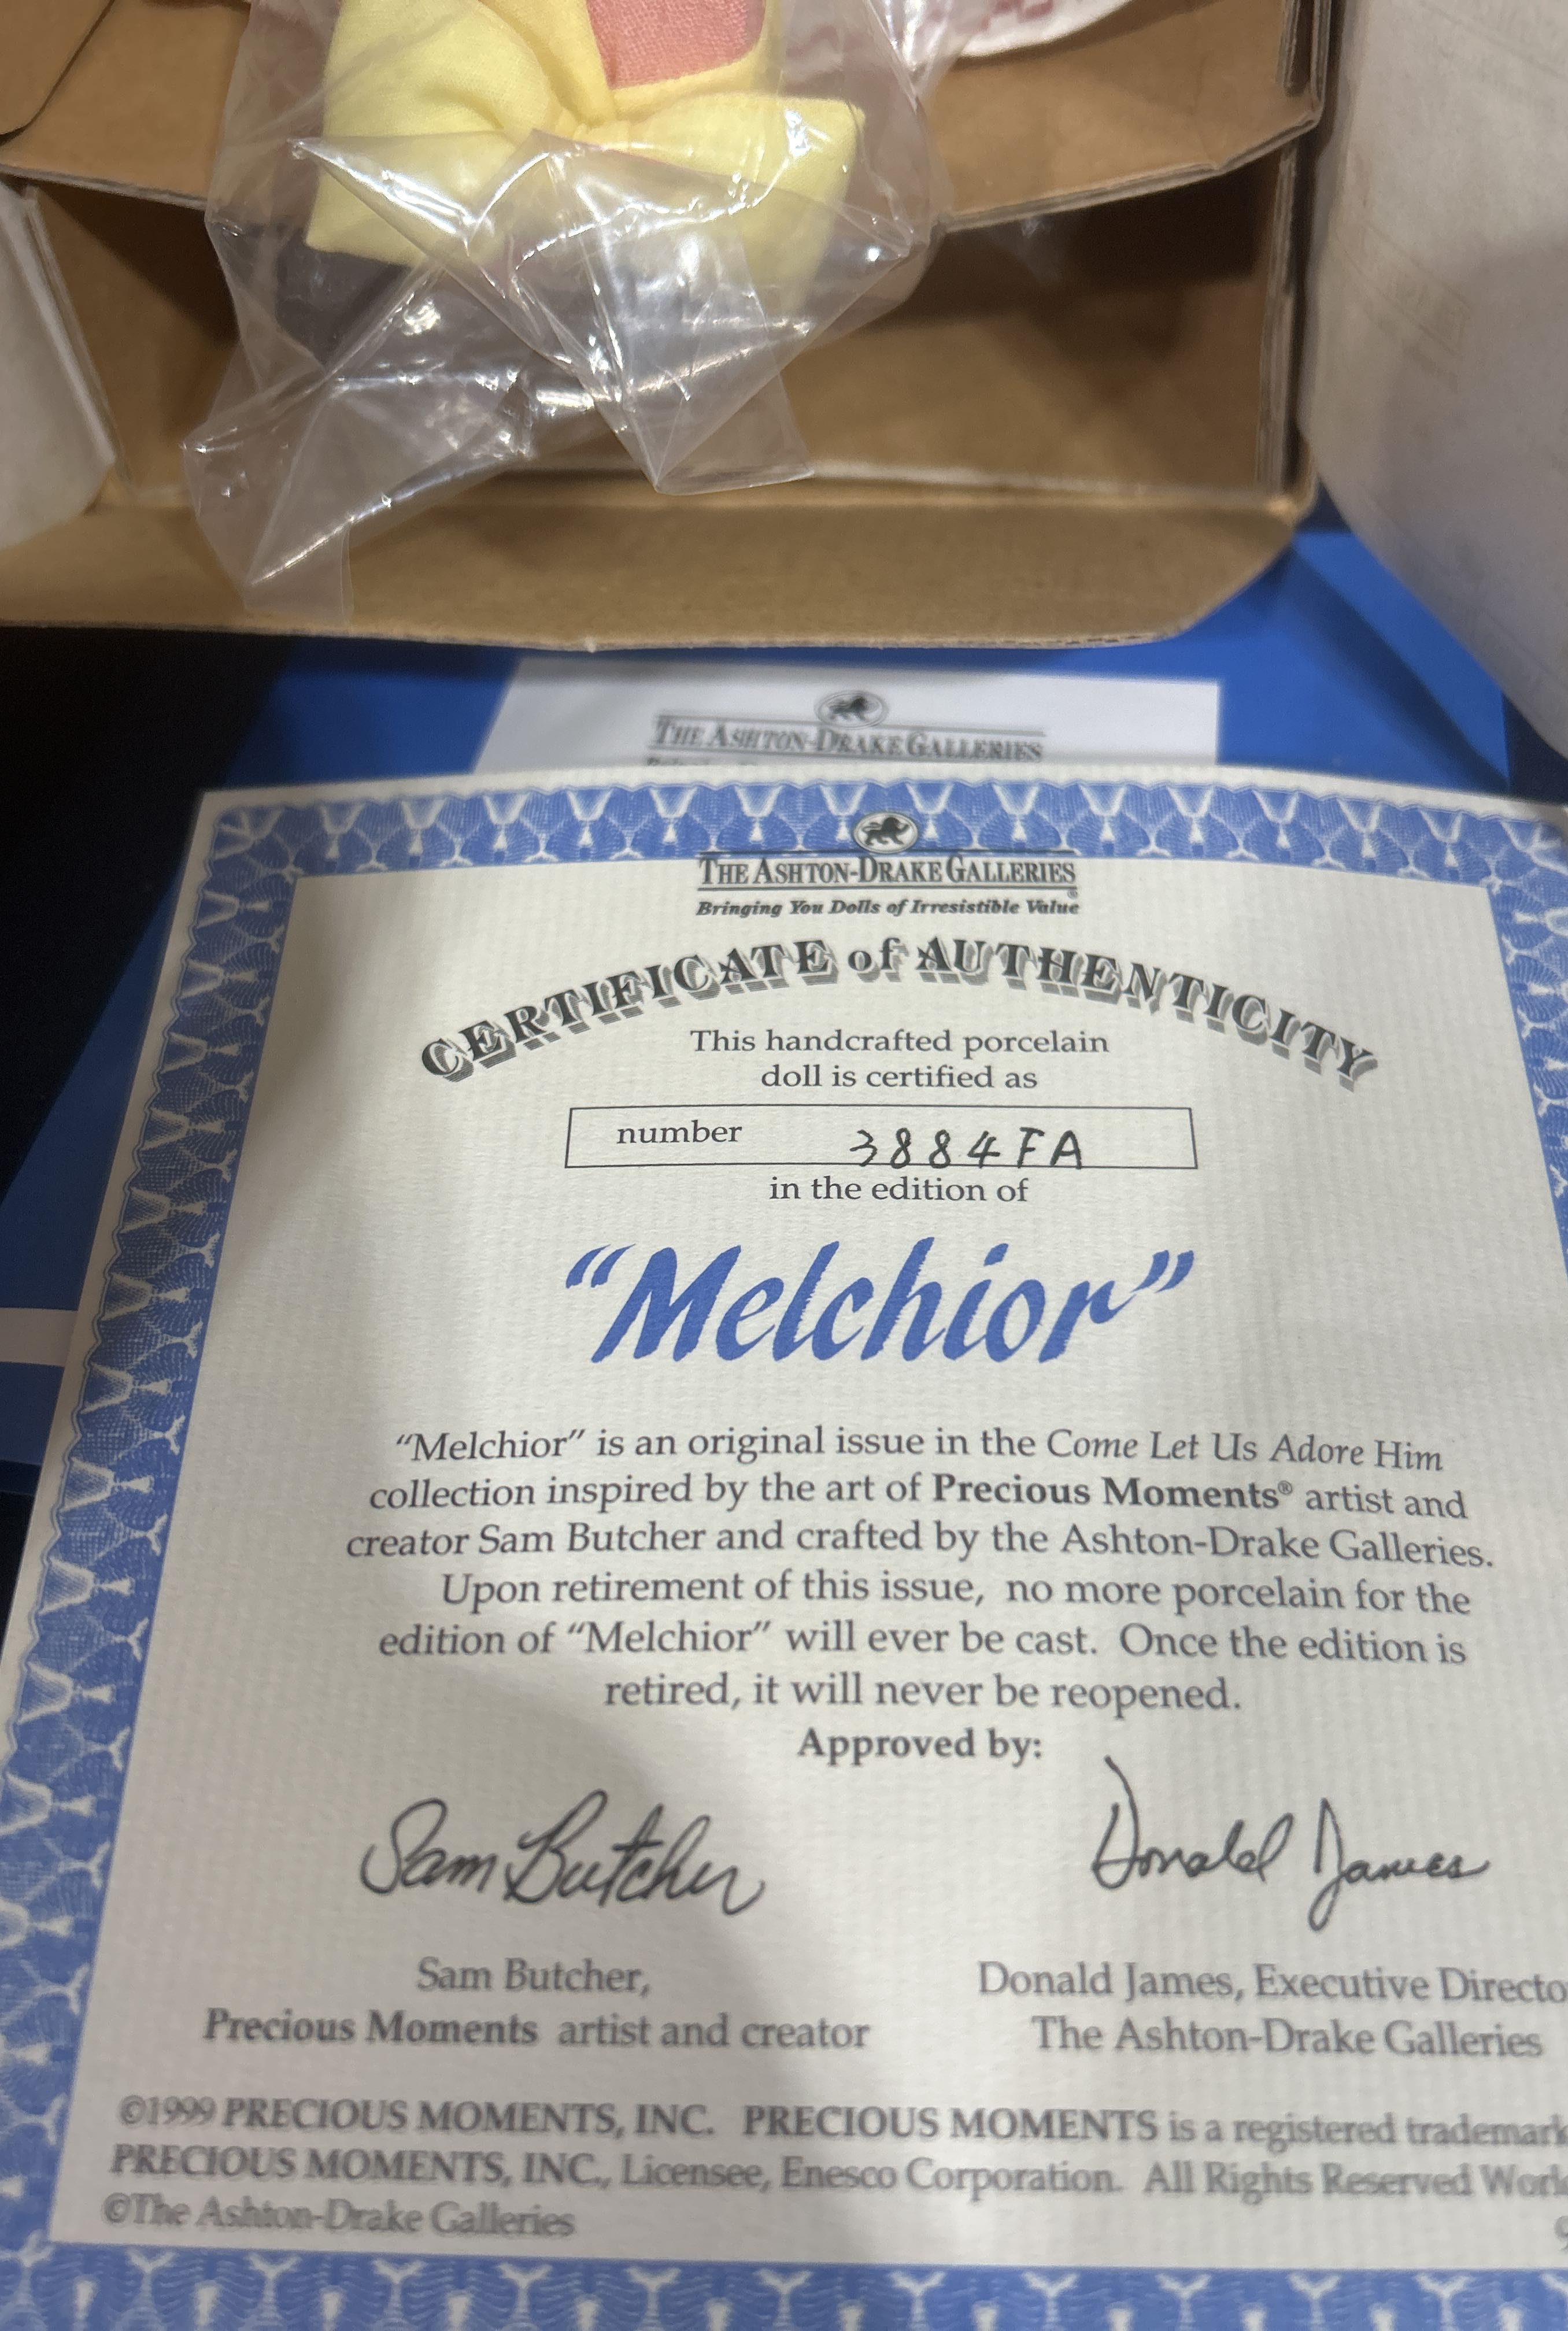 THE ASHTON-DRAKE GALLERIES
THE ASHTON-DRAKE GALLERIES
Bringing You Dolls of Irresistible Value
CERTIFICATE of AUTHENTICITY
This handcrafted porcelain
doll is certified as
number 3884FA
in the edition of
“Melchior”
“Melchior” is an original issue in the Come Let Us Adore Him
collection inspired by the art of Precious Moments® artist and
creator Sam Butcher and crafted by the Ashton-Drake Galleries.
Upon retirement of this issue, no more porcelain for the
edition of “Melchior” will ever be cast. Once the edition is
retired, it will never be reopened.
Approved by:
Sam Butcher Donald James
Sam Butcher, Donald James, Executive Directo
Precious Moments artist and creator The Ashton-Drake Galleries
©1999 PRECIOUS MOMENTS, INC. PRECIOUS MOMENTS is a registered trademark
PRECIOUS MOMENTS, INC., Licensee, Enesco Corporation. All Rights Reserved Worl
©The Ashton-Drake Galleries